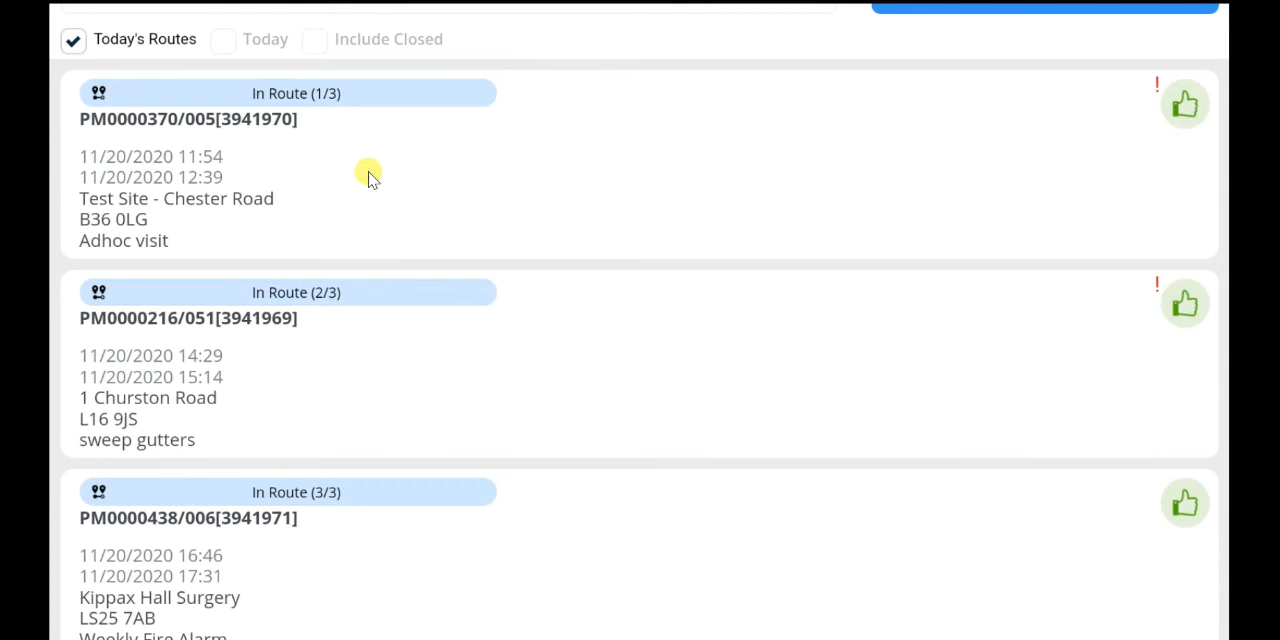 Today's Routes Today Include Closed
In Route (1/3)
!
PM0000370/005[3941970]
11/20/2020 11:54
11/20/2020 12:39
Test Site - Chester Road
B36 0LG
Adhoc visit
In Route (2/3)
!
PM0000216/051[3941969]
11/20/2020 14:29
11/20/2020 15:14
1 Churston Road
L16 9JS
sweep gutters
In Route (3/3)
PM0000438/006[3941971]
11/20/2020 16:46
11/20/2020 17:31
Kippax Hall Surgery
LS25 7AB
Weekly Fire Alarm